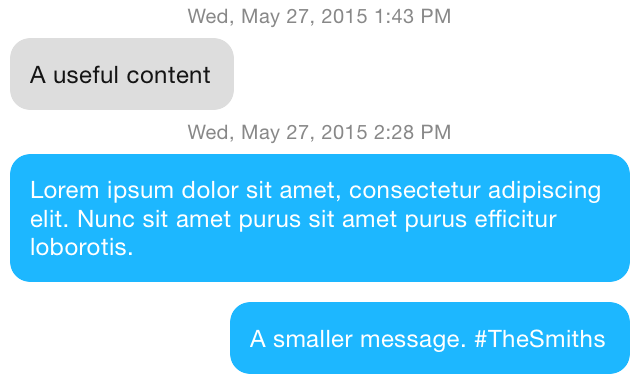 Wed, May 27, 2015 1:43 PM
A useful content
Wed, May 27, 2015 2:28 PM
Lorem ipsum dolor sit amet, consectetur adipiscing
elit. Nunc sit amet purus sit amet purus efficitur
loborotis.
A smaller message. #TheSmiths